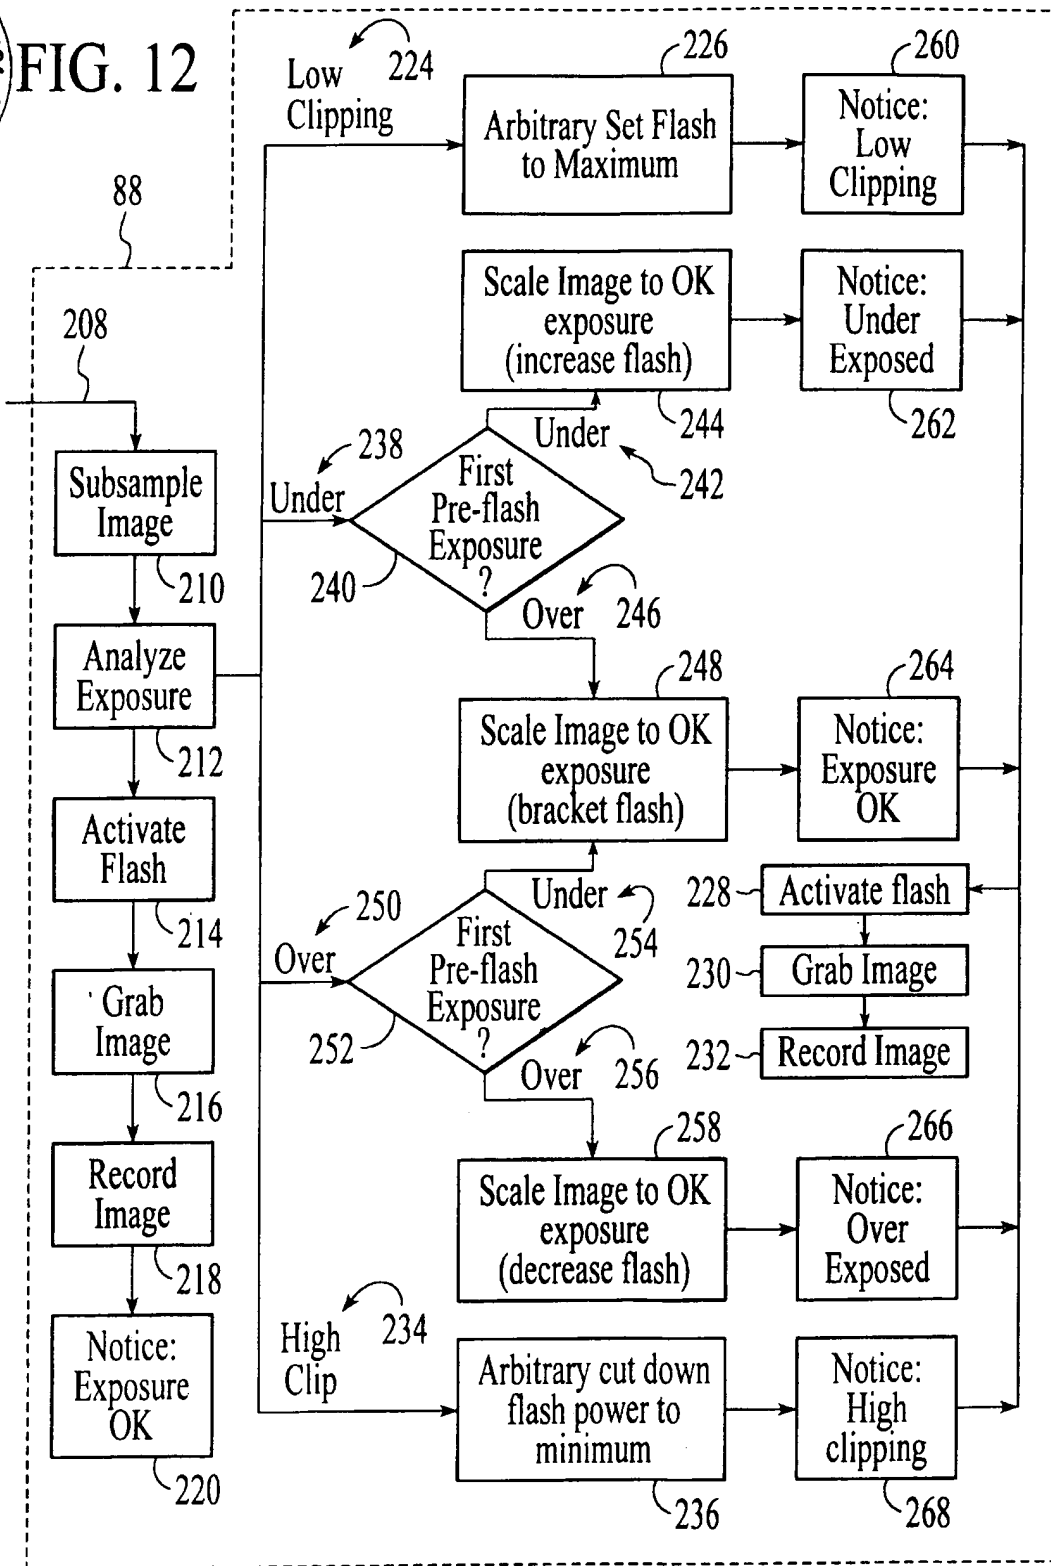 FIG. 12
88
208
Subsample
Image
210
Analyze
Exposure
212
Activate
Flash
214
Grab
Image
216
Record
Image
218
Notice:
Exposure
OK
220
Low
Clipping
224
Arbitrary Set Flash
to Maximum
226
Notice:
Low
Clipping
260
Scale Image to OK
exposure
(increase flash)
244
Notice:
Under
Exposed
262
Under
238
First
Pre-flash
Exposure
?
240
Under
242
Over
246
Scale Image to OK
exposure
(bracket flash)
248
Notice:
Exposure
OK
264
Over
250
First
Pre-flash
Exposure
?
252
Under
254
Over
256
228
Activate flash
230
Grab Image
232
Record Image
Scale Image to OK
exposure
(decrease flash)
258
Notice:
Over
Exposed
266
High
Clip
234
Arbitrary cut down
flash power to
minimum
236
Notice:
High
clipping
268